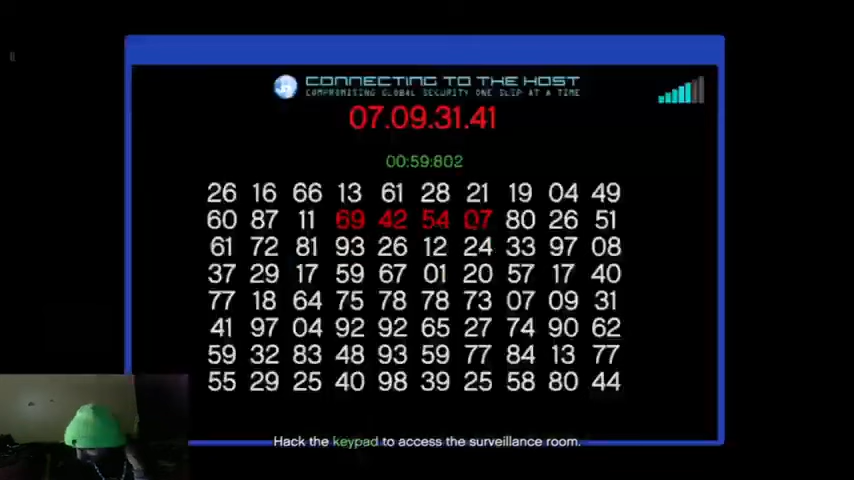 CONNECTING TO THE HOST
COMPROMISING GLOBAL SECURITY ONE SLIP AT A TIME
07.09.31.41
00:59:802
26 16 66 13 61 28 21 19 04 49
60 87 11 69 42 54 07 80 26 51
61 72 81 93 26 12 24 33 97 08
37 29 17 59 67 01 20 57 17 40
77 18 64 75 78 78 73 07 09 31
41 97 04 92 92 65 27 74 90 62
59 32 83 48 93 59 77 84 13 77
55 29 25 40 98 39 25 58 80 44
Hack the keypad to access the surveillance room.